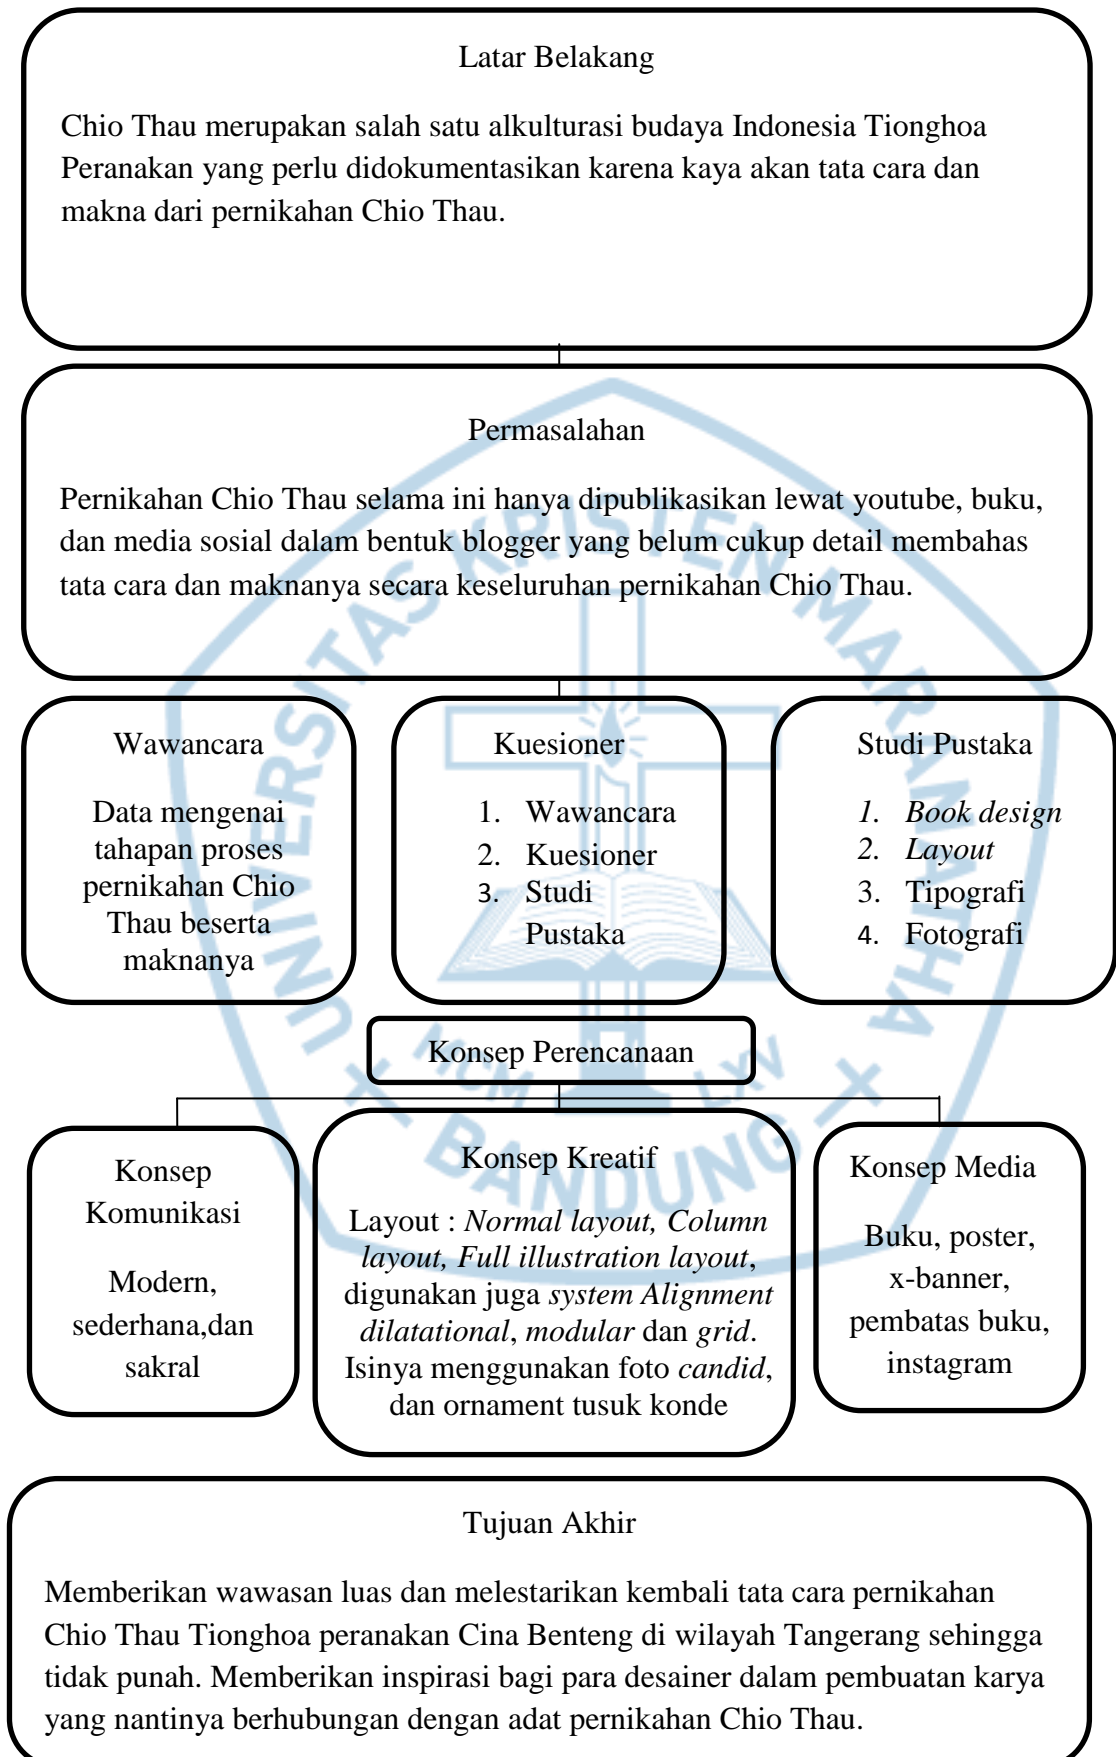 Latar Belakang
Chio Thau merupakan salah satu alkulturasi budaya Indonesia Tionghoa
Peranakan yang perlu didokumentasikan karena kaya akan tata cara dan
makna dari pernikahan Chio Thau.
Permasalahan
Pernikahan Chio Thau selama ini hanya dipublikasikan lewat youtube, buku,
dan media sosial dalam bentuk blogger yang belum cukup detail membahas
tata cara dan maknanya secara keseluruhan pernikahan Chio Thau.
Wawancara
Data mengenai
tahapan proses
pernikahan Chio
Thau beserta
maknanya
Kuesioner
1. Wawancara
2. Kuesioner
3. Studi
Pustaka
Studi Pustaka
1. Book design
2. Layout
3. Tipografi
4. Fotografi
Konsep Perencanaan
Konsep
Komunikasi
Modern,
sederhana,dan
sakral
Konsep Kreatif
Layout : Normal layout, Column
layout, Full illustration layout,
digunakan juga system Alignment
dilatational, modular dan grid.
Isinya menggunakan foto candid,
dan ornament tusuk konde
Konsep Media
Buku, poster,
x-banner,
pembatas buku,
instagram
Tujuan Akhir
Memberikan wawasan luas dan melestarikan kembali tata cara pernikahan
Chio Thau Tionghoa peranakan Cina Benteng di wilayah Tangerang sehingga
tidak punah. Memberikan inspirasi bagi para desainer dalam pembuatan karya
yang nantinya berhubungan dengan adat pernikahan Chio Thau.
UNIVERSITAS KRISTEN MARANATHA
MCM LXV
BANDUNG